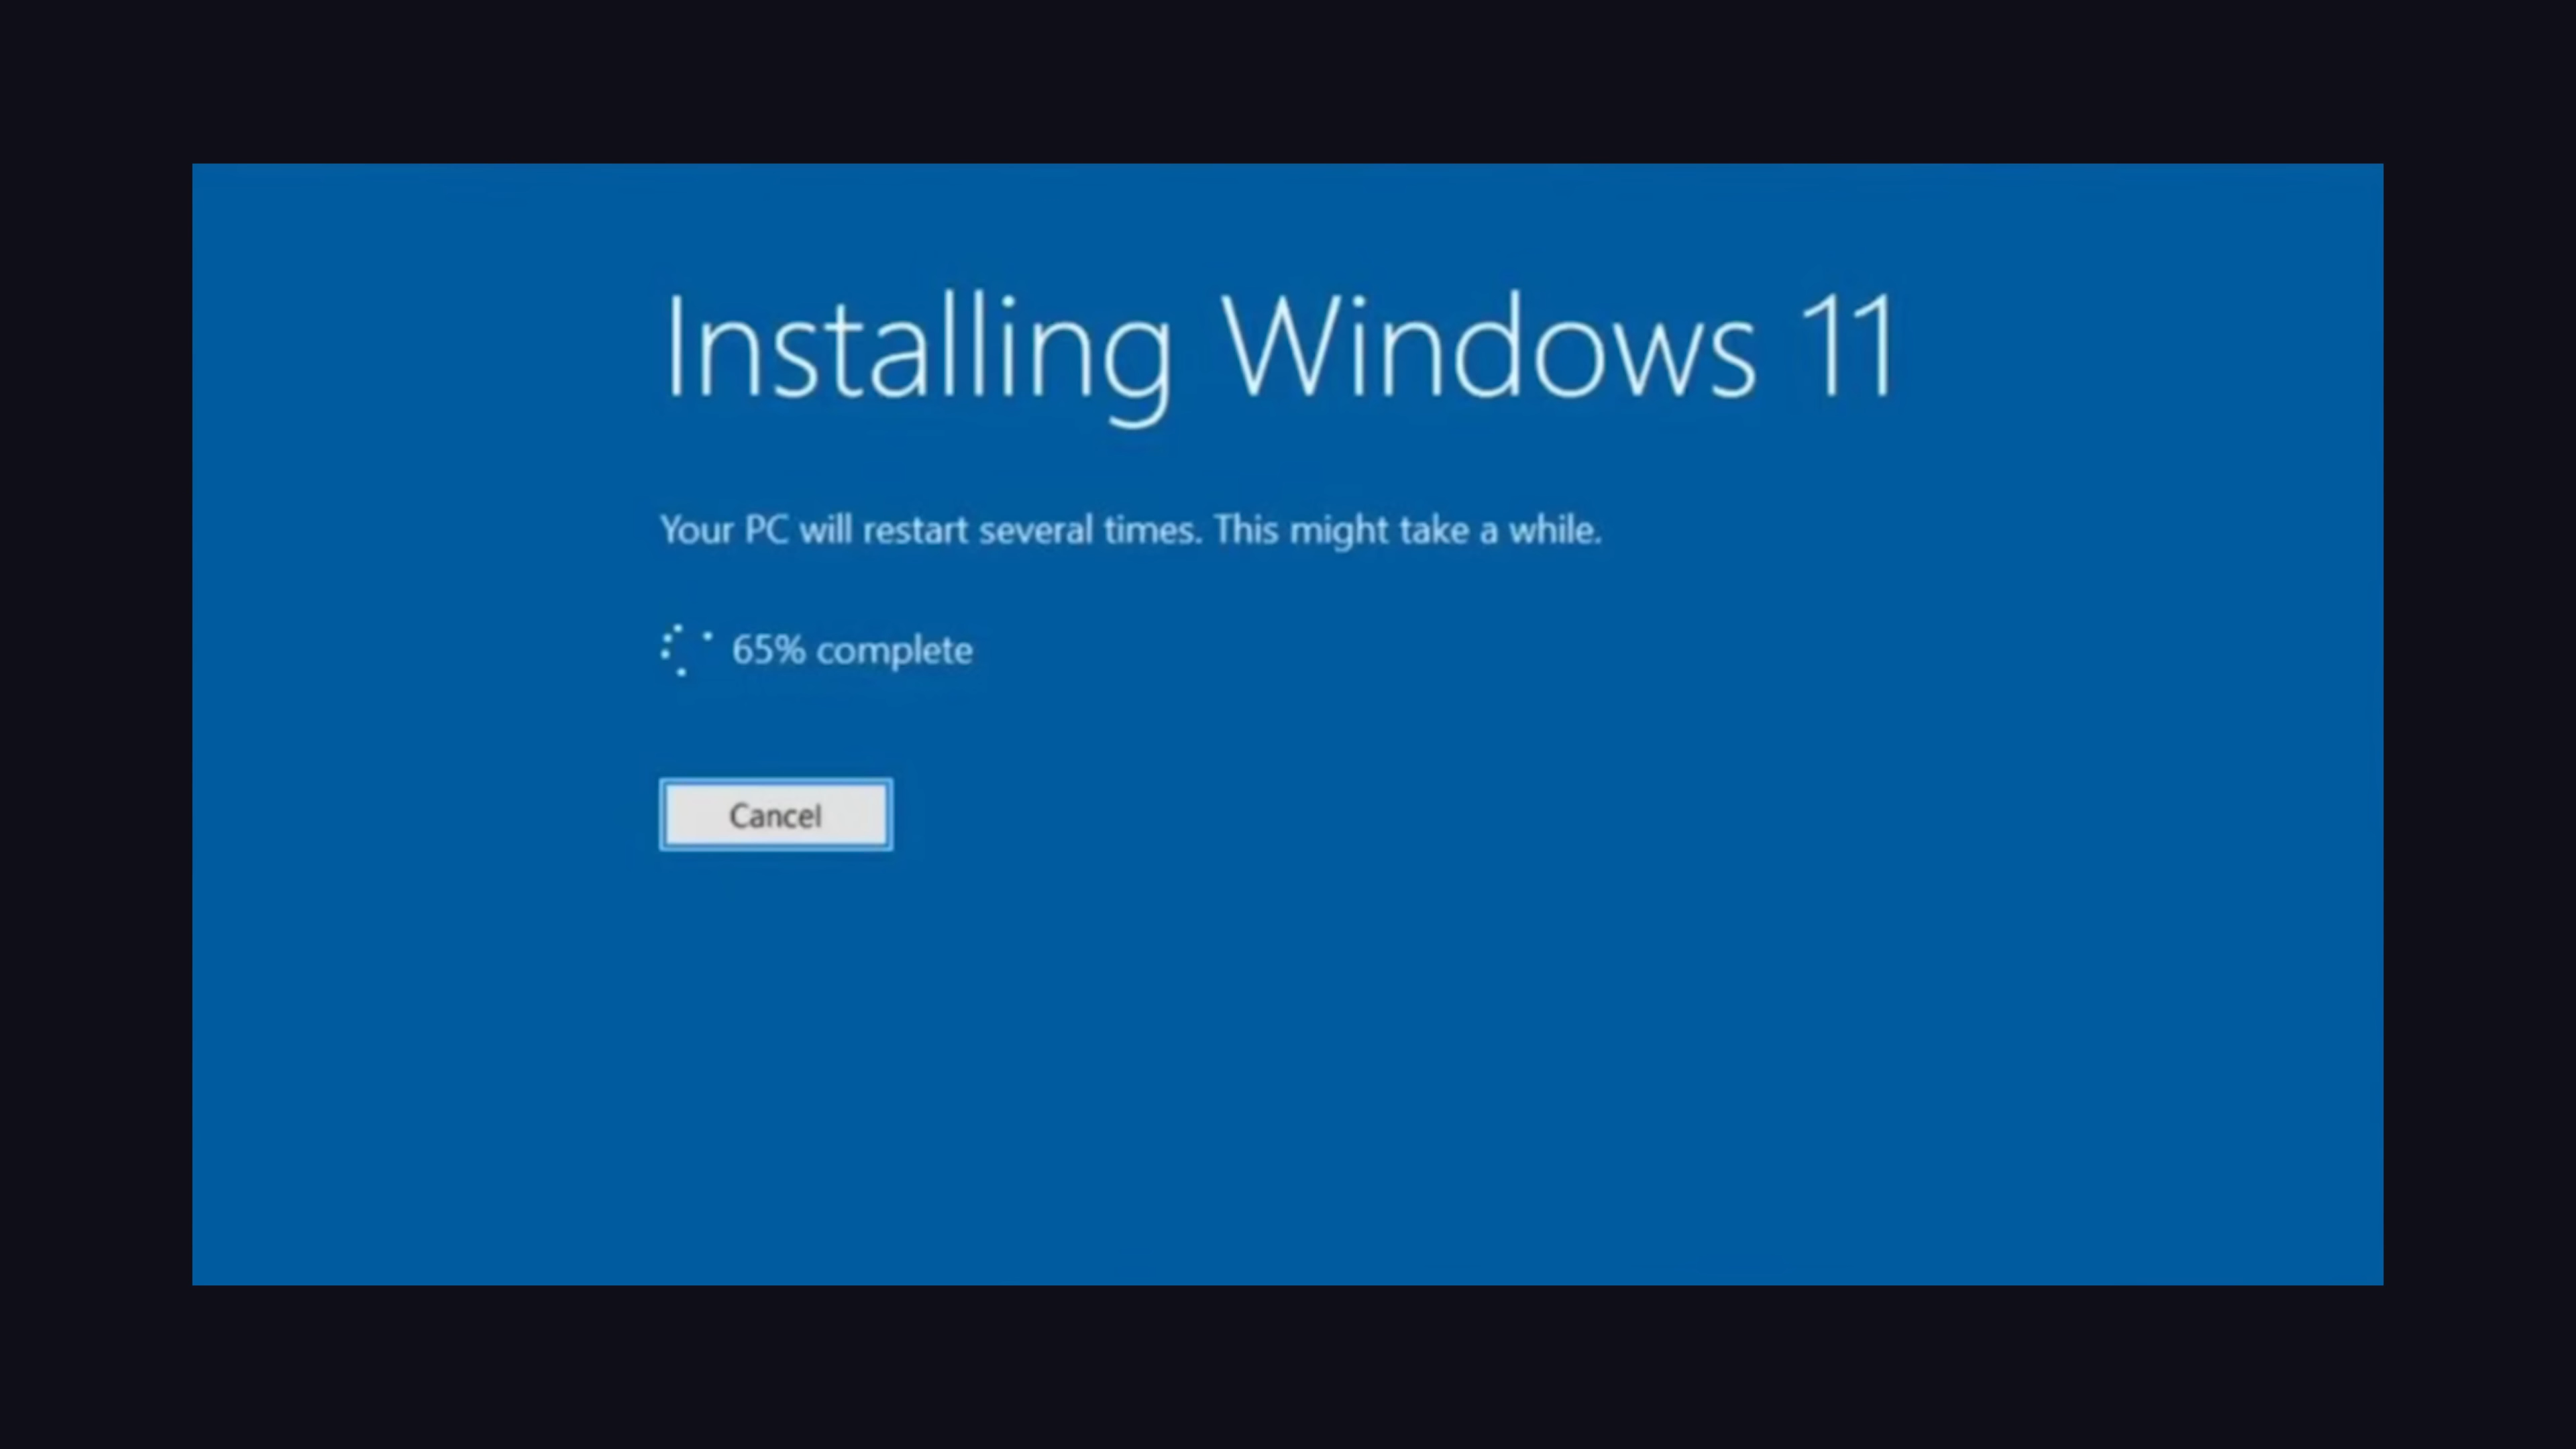 Installing Windows 11
Your PC will restart several times. This might take a while.
65% complete
Cancel